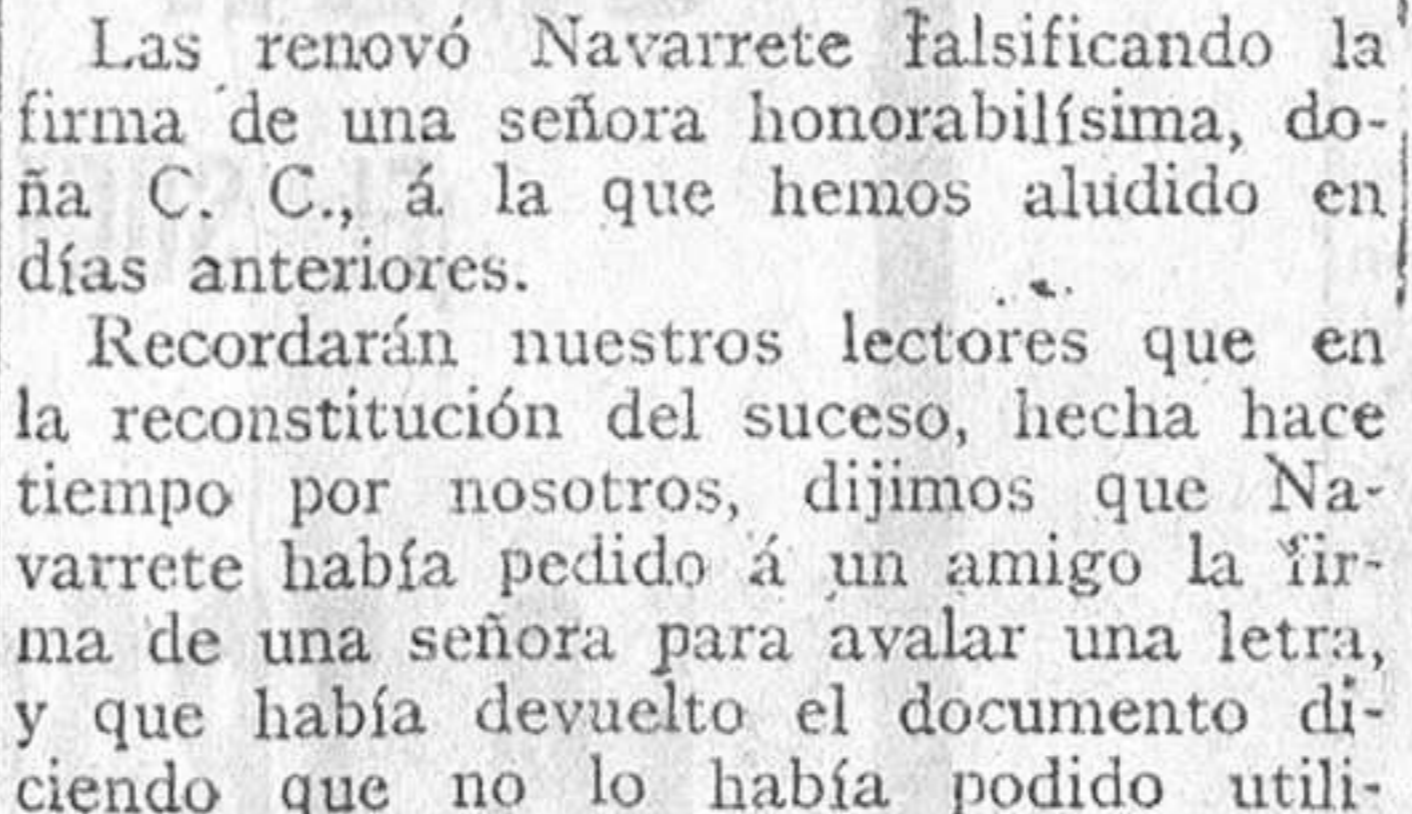 Las renovó Navarrete falsificando la
firma de una señora honorabilísima, do-
ña C. C., á la que hemos aludido en
días anteriores.
Recordarán nuestros lectores que en
la reconstitución del suceso, hecha hace
tiempo por nosotros, dijimos que Na-
varrete había pedido á un amigo la fir-
ma de una señora para avalar una letra,
y que había devuelto el documento di-
ciendo que no lo había podido utili-